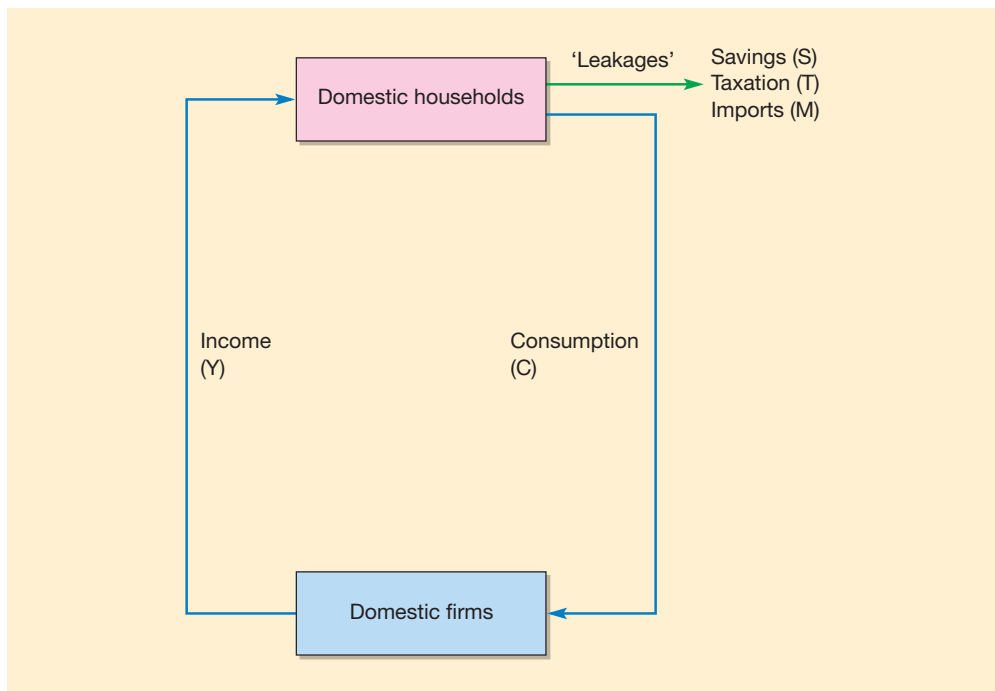 ‘Leakages’
Savings (S)
Taxation (T)
Imports (M)
Domestic households
Income
(Y)
Consumption
(C)
Domestic firms